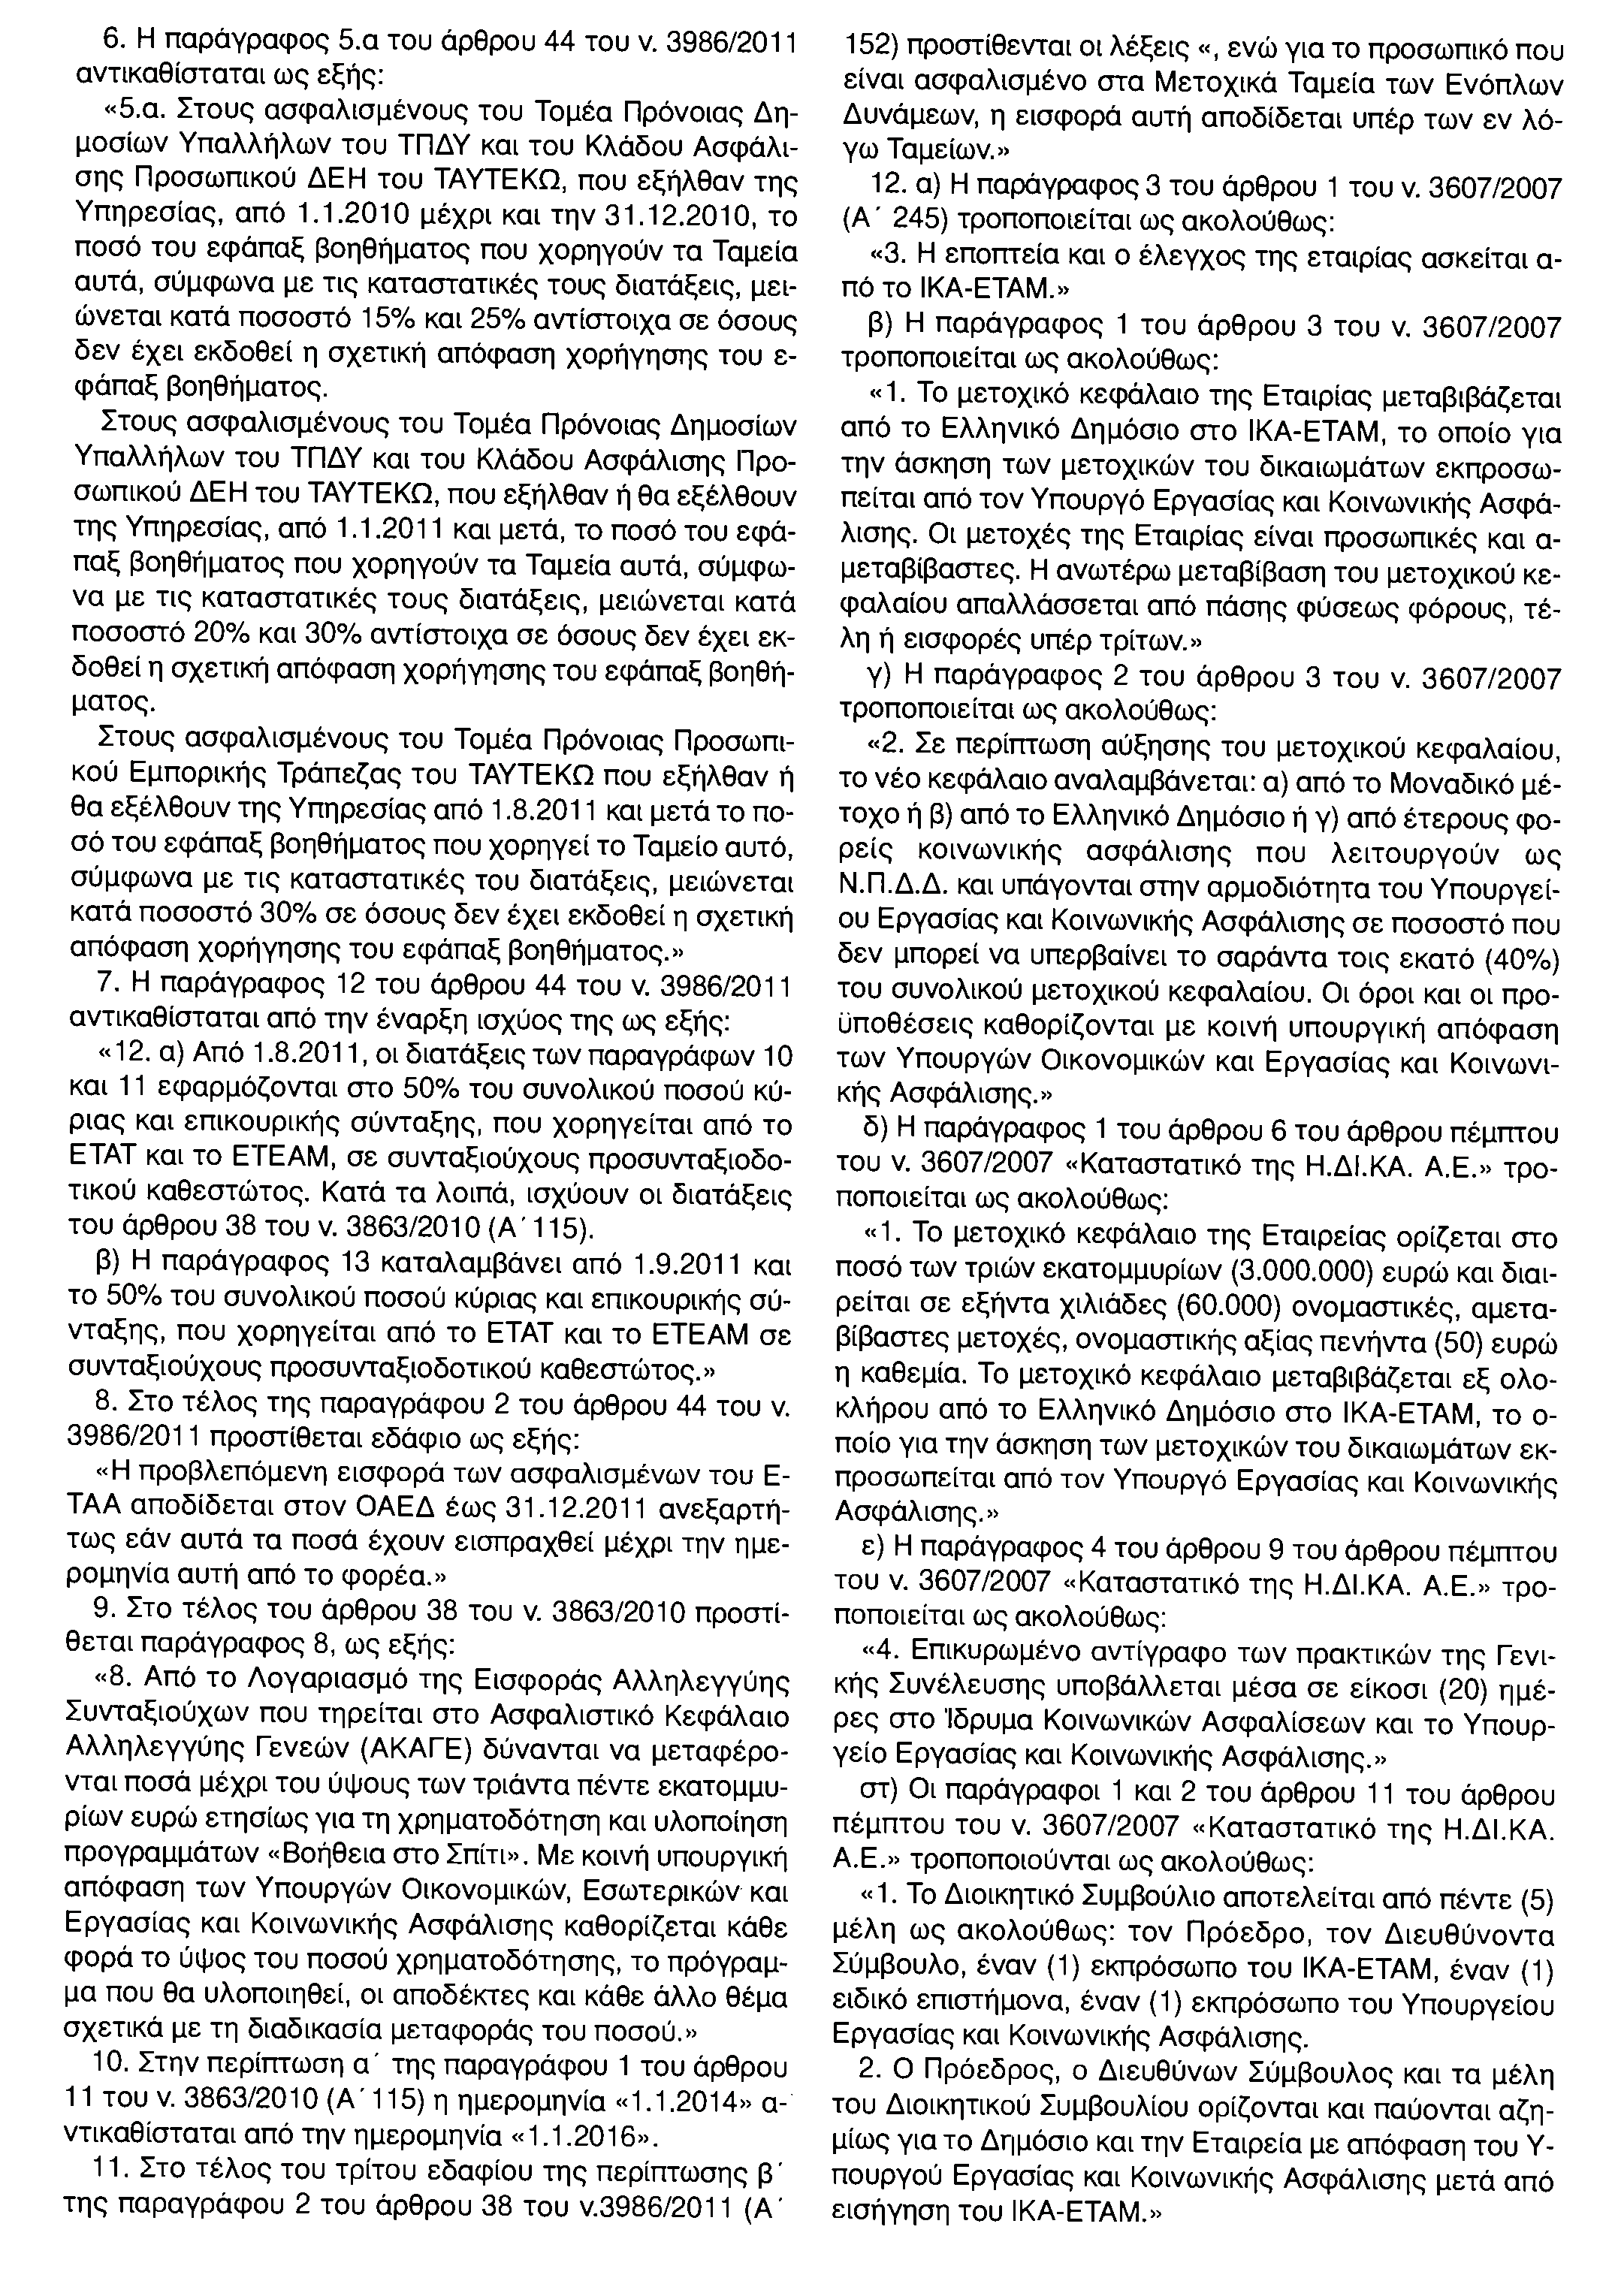 6. Η παράγραφος 5.α του άρθρου 44 του ν. 3986/2011
αντικαθίσταται ως εξής:
«5.α. Στους ασφαλισμένους του Τομέα Πρόνοιας Δη-
μοσίων Υπαλλήλων του ΤΠΔΥ και του Κλάδου Ασφάλι-
σης Προσωπικού ΔΕΗ του ΤΑΥΤΕΚΩ, που εξήλθαν της
Υπηρεσίας, από 1.1.2010 μέχρι και την 31.12.2010, το
ποσό του εφάπαξ βοηθήματος που χορηγούν τα Ταμεία
αυτά, σύμφωνα με τις καταστατικές τους διατάξεις, μει-
ώνεται κατά ποσοστό 15% και 25% αντίστοιχα σε όσους
δεν έχει εκδοθεί η σχετική απόφαση χορήγησης του ε-
φάπαξ βοηθήματος.
Στους ασφαλισμένους του Τομέα Πρόνοιας Δημοσίων
Υπαλλήλων του ΤΠΔΥ και του Κλάδου Ασφάλισης Προ-
σωπικού ΔΕΗ του ΤΑΥΤΕΚΩ, που εξήλθαν ή θα εξέλθουν
της Υπηρεσίας, από 1.1.2011 και μετά, το ποσό του εφά-
παξ βοηθήματος που χορηγούν τα Ταμεία αυτά, σύμφω-
να με τις καταστατικές τους διατάξεις, μειώνεται κατά
ποσοστό 20% και 30% αντίστοιχα σε όσους δεν έχει εκ-
δοθεί η σχετική απόφαση χορήγησης του εφάπαξ βοηθή-
ματος.
Στους ασφαλισμένους του Τομέα Πρόνοιας Προσωπι-
κού Εμπορικής Τράπεζας του ΤΑΥΤΕΚΩ που εξήλθαν ή
θα εξέλθουν της Υπηρεσίας από 1.8.2011 και μετά το πο-
σό του εφάπαξ βοηθήματος που χορηγεί το Ταμείο αυτό,
σύμφωνα με τις καταστατικές του διατάξεις, μειώνεται
κατά ποσοστό 30% σε όσους δεν έχει εκδοθεί η σχετική
απόφαση χορήγησης του εφάπαξ βοηθήματος.»
7. Η παράγραφος 12 του άρθρου 44 του ν. 3986/2011
αντικαθίσταται από την έναρξη ισχύος της ως εξής:
«12. α) Από 1.8.2011, οι διατάξεις των παραγράφων 10
και 11 εφαρμόζονται στο 50% του συνολικού ποσού κύ-
ριας και επικουρικής σύνταξης, που χορηγείται από το
ΕΤΑΤ και το ΕΤΕΑΜ, σε συνταξιούχους προσυνταξιοδο-
τικού καθεστώτος. Κατά τα λοιπά, ισχύουν οι διατάξεις
του άρθρου 38 του ν. 3863/2010 (Α΄115).
β) Η παράγραφος 13 καταλαμβάνει από 1.9.2011 και
το 50% του συνολικού ποσού κύριας και επικουρικής σύ-
νταξης, που χορηγείται από το ΕΤΑΤ και το ΕΤΕΑΜ σε
συνταξιούχους προσυνταξιοδοτικού καθεστώτος.»
8. Στο τέλος της παραγράφου 2 του άρθρου 44 του ν.
3986/2011 προστίθεται εδάφιο ως εξής:
«Η προβλεπόμενη εισφορά των ασφαλισμένων του Ε-
ΤΑΑ αποδίδεται στον ΟΑΕΔ έως 31.12.2011 ανεξαρτή-
τως εάν αυτά τα ποσά έχουν εισπραχθεί μέχρι την ημε-
ρομηνία αυτή από το φορέα.»
9. Στο τέλος του άρθρου 38 του ν. 3863/2010 προστί-
θεται παράγραφος 8, ως εξής:
«8. Από το Λογαριασμό της Εισφοράς Αλληλεγγύης
Συνταξιούχων που τηρείται στο Ασφαλιστικό Κεφάλαιο
Αλληλεγγύης Γενεών (ΑΚΑΓΕ) δύνανται να μεταφέρο-
νται ποσά μέχρι του ύψους των τριάντα πέντε εκατομμυ-
ρίων ευρώ ετησίως για τη χρηματοδότηση και υλοποίηση
προγραμμάτων «Βοήθεια στο Σπίτι». Με κοινή υπουργική
απόφαση των Υπουργών Οικονομικών, Εσωτερικών και
Εργασίας και Κοινωνικής Ασφάλισης καθορίζεται κάθε
φορά το ύψος του ποσού χρηματοδότησης, το πρόγραμ-
μα που θα υλοποιηθεί, οι αποδέκτες και κάθε άλλο θέμα
σχετικά με τη διαδικασία μεταφοράς του ποσού.»
10. Στην περίπτωση α΄ της παραγράφου 1 του άρθρου
11 του ν. 3863/2010 (Α΄115) η ημερομηνία «1.1.2014» α-
ντικαθίσταται από την ημερομηνία «1.1.2016».
11. Στο τέλος του τρίτου εδαφίου της περίπτωσης β΄
της παραγράφου 2 του άρθρου 38 του ν.3986/2011 (Α΄
152) προστίθενται οι λέξεις «, ενώ για το προσωπικό που
είναι ασφαλισμένο στα Μετοχικά Ταμεία των Ενόπλων
Δυνάμεων, η εισφορά αυτή αποδίδεται υπέρ των εν λό-
γω Ταμείων.»
12. α) Η παράγραφος 3 του άρθρου 1 του ν. 3607/2007
(Α΄ 245) τροποποιείται ως ακολούθως:
«3. Η εποπτεία και ο έλεγχος της εταιρίας ασκείται α-
πό το ΙΚΑ-ΕΤΑΜ.»
β) Η παράγραφος 1 του άρθρου 3 του ν. 3607/2007
τροποποιείται ως ακολούθως:
«1. Το μετοχικό κεφάλαιο της Εταιρίας μεταβιβάζεται
από το Ελληνικό Δημόσιο στο ΙΚΑ-ΕΤΑΜ, το οποίο για
την άσκηση των μετοχικών του δικαιωμάτων εκπροσω-
πείται από τον Υπουργό Εργασίας και Κοινωνικής Ασφά-
λισης. Οι μετοχές της Εταιρίας είναι προσωπικές και α-
μεταβίβαστες. Η ανωτέρω μεταβίβαση του μετοχικού κε-
φαλαίου απαλλάσσεται από πάσης φύσεως φόρους, τέ-
λη ή εισφορές υπέρ τρίτων.»
γ) Η παράγραφος 2 του άρθρου 3 του ν. 3607/2007
τροποποιείται ως ακολούθως:
«2. Σε περίπτωση αύξησης του μετοχικού κεφαλαίου,
το νέο κεφάλαιο αναλαμβάνεται: α) από το Μοναδικό μέ-
τοχο ή β) από το Ελληνικό Δημόσιο ή γ) από έτερους φο-
ρείς κοινωνικής ασφάλισης που λειτουργούν ως
Ν.Π.Δ.Δ. και υπάγονται στην αρμοδιότητα του Υπουργεί-
ου Εργασίας και Κοινωνικής Ασφάλισης σε ποσοστό που
δεν μπορεί να υπερβαίνει το σαράντα τοις εκατό (40%)
του συνολικού μετοχικού κεφαλαίου. Οι όροι και οι προ-
ϋποθέσεις καθορίζονται με κοινή υπουργική απόφαση
των Υπουργών Οικονομικών και Εργασίας και Κοινωνι-
κής Ασφάλισης.»
δ) Η παράγραφος 1 του άρθρου 6 του άρθρου πέμπτου
του ν. 3607/2007 «Καταστατικό της Η.ΔΙ.ΚΑ. Α.Ε.» τρο-
ποποιείται ως ακολούθως:
«1. Το μετοχικό κεφάλαιο της Εταιρείας ορίζεται στο
ποσό των τριών εκατομμυρίων (3.000.000) ευρώ και διαι-
ρείται σε εξήντα χιλιάδες (60.000) ονομαστικές, αμετα-
βίβαστες μετοχές, ονομαστικής αξίας πενήντα (50) ευρώ
η καθεμία. Το μετοχικό κεφάλαιο μεταβιβάζεται εξ ολο-
κλήρου από το Ελληνικό Δημόσιο στο ΙΚΑ-ΕΤΑΜ, το ο-
ποίο για την άσκηση των μετοχικών του δικαιωμάτων εκ-
προσωπείται από τον Υπουργό Εργασίας και Κοινωνικής
Ασφάλισης.»
ε) Η παράγραφος 4 του άρθρου 9 του άρθρου πέμπτου
του ν. 3607/2007 «Καταστατικό της Η.ΔΙ.ΚΑ. Α.Ε.» τρο-
ποποιείται ως ακολούθως:
«4. Επικυρωμένο αντίγραφο των πρακτικών της Γενι-
κής Συνέλευσης υποβάλλεται μέσα σε είκοσι (20) ημέ-
ρες στο Ίδρυμα Κοινωνικών Ασφαλίσεων και το Υπουρ-
γείο Εργασίας και Κοινωνικής Ασφάλισης.»
στ) Οι παράγραφοι 1 και 2 του άρθρου 11 του άρθρου
πέμπτου του ν. 3607/2007 «Καταστατικό της Η.ΔΙ.ΚΑ.
Α.Ε.» τροποποιούνται ως ακολούθως:
«1. Το Διοικητικό Συμβούλιο αποτελείται από πέντε (5)
μέλη ως ακολούθως: τον Πρόεδρο, τον Διευθύνοντα
Σύμβουλο, έναν (1) εκπρόσωπο του ΙΚΑ-ΕΤΑΜ, έναν (1)
ειδικό επιστήμονα, έναν (1) εκπρόσωπο του Υπουργείου
Εργασίας και Κοινωνικής Ασφάλισης.
2. Ο Πρόεδρος, ο Διευθύνων Σύμβουλος και τα μέλη
του Διοικητικού Συμβουλίου ορίζονται και παύονται αζη-
μίως για το Δημόσιο και την Εταιρεία με απόφαση του Υ-
πουργού Εργασίας και Κοινωνικής Ασφάλισης μετά από
εισήγηση του ΙΚΑ-ΕΤΑΜ.»